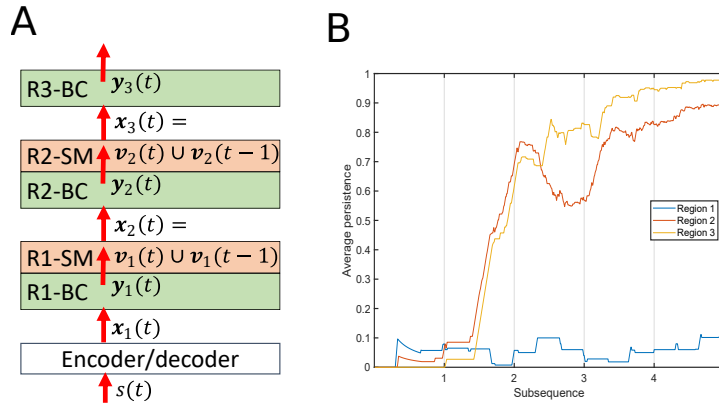 A
R3-BC
𝒚₃(t)
𝒙₃(t) =
R2-SM
𝒗₂(t) ∪ 𝒗₂(t−1)
R2-BC
𝒚₂(t)
𝒙₂(t) =
R1-SM
𝒗₁(t) ∪ 𝒗₁(t−1)
R1-BC
𝒚₁(t)
𝒙₁(t)
Encoder/decoder
s(t)
B
Average persistence
1
0.9
0.8
0.7
0.6
0.5
0.4
0.3
0.2
0.1
0
Region 1
Region 2
Region 3
1
2
3
4
Subsequence